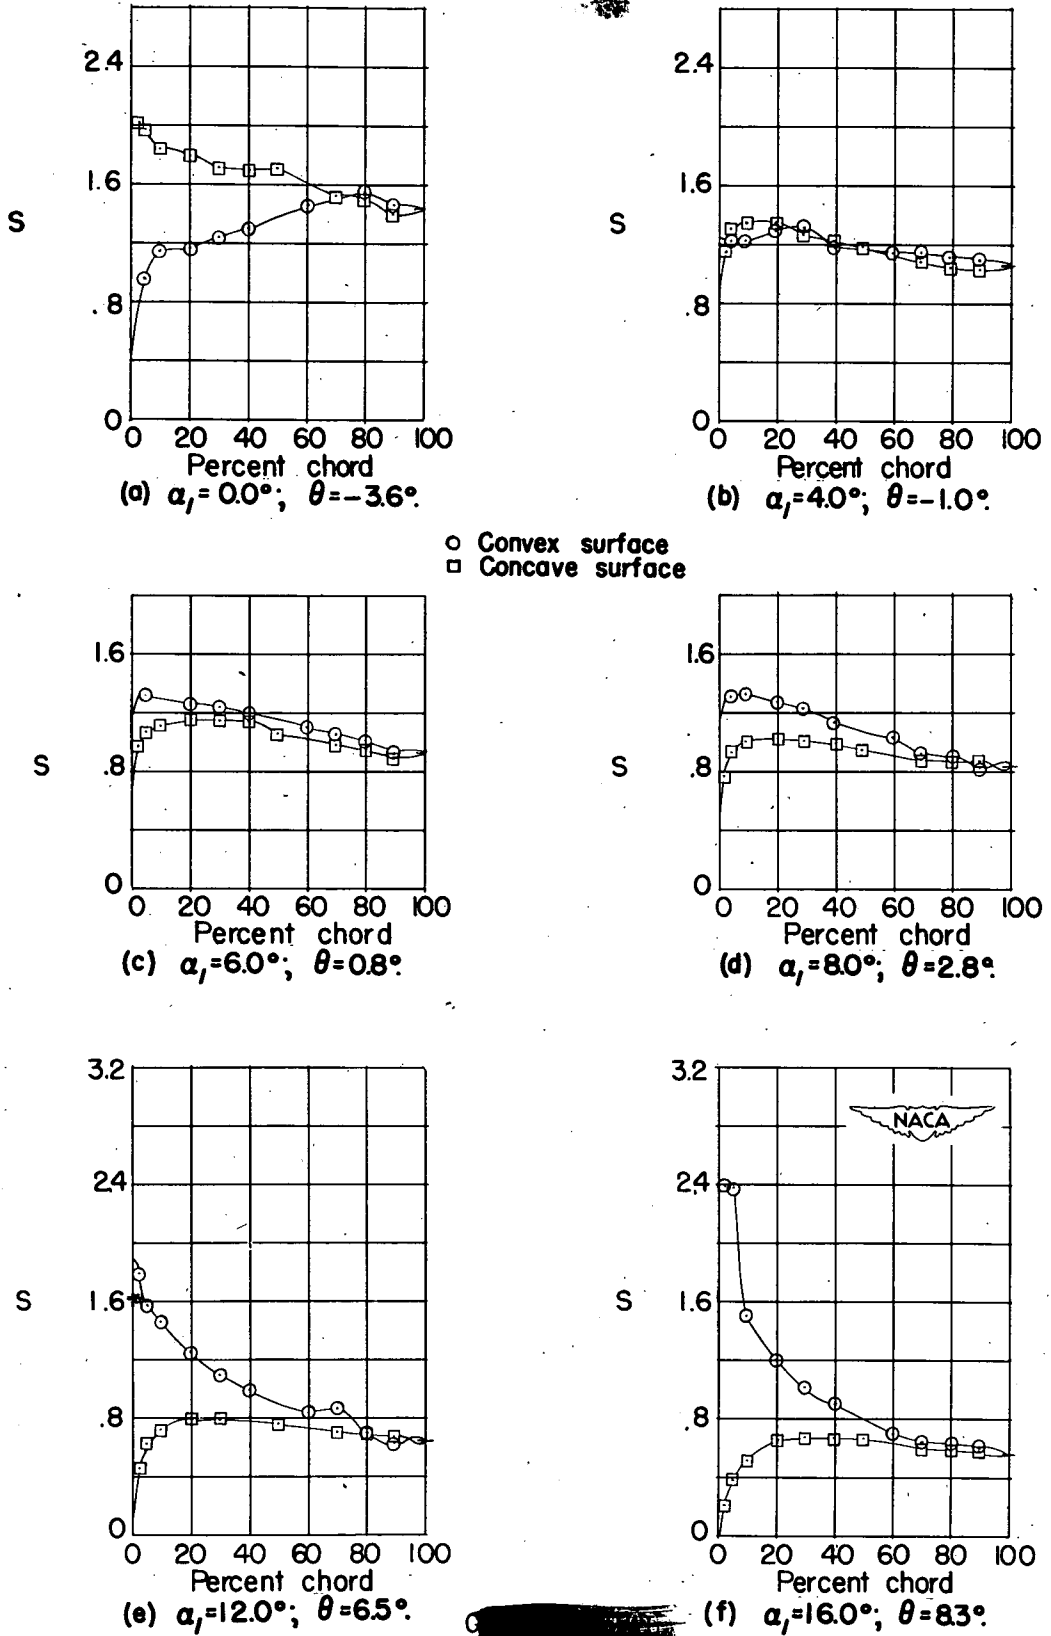 2.4
1.6
S
.8
0
0 20 40 60 80 100
Percent chord
(a) α₁=0.0°; θ=-3.6°.
2.4
1.6
S
.8
0
0 20 40 60 80 100
Percent chord
(b) α₁=4.0°; θ=-1.0°.
Convex surface
Concave surface
1.6
S
.8
0
0 20 40 60 80 100
Percent chord
(c) α₁=6.0°; θ=0.8°.
1.6
S
.8
0
0 20 40 60 80 100
Percent chord
(d) α₁=8.0°; θ=2.8°.
3.2
2.4
S
1.6
.8
0
0 20 40 60 80 100
Percent chord
(e) α₁=12.0°; θ=6.5°.
3.2
NACA
2.4
S
1.6
.8
0
0 20 40 60 80 100
Percent chord
(f) α₁=16.0°; θ=8.3°.